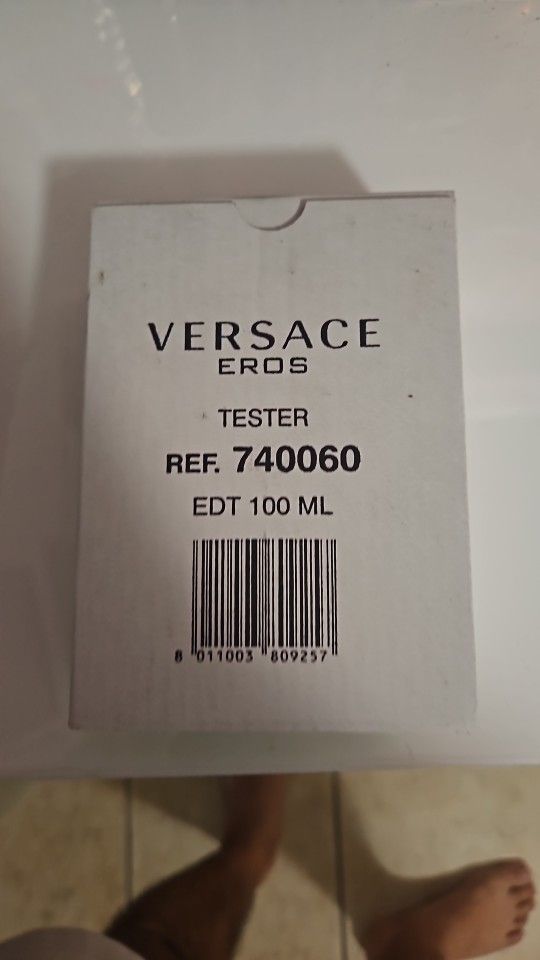 VERSACE
EROS
TESTER
REF. 740060
EDT 100 ML
8 011003 809257